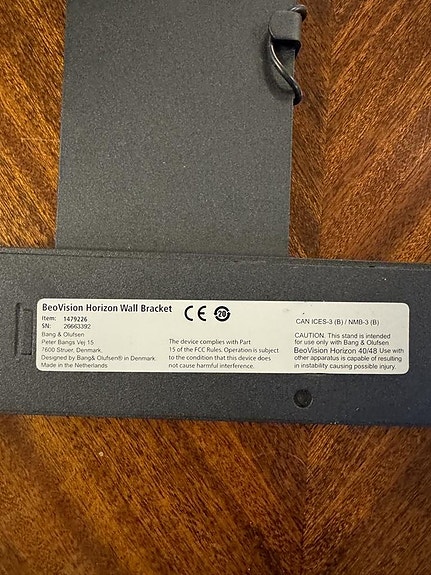 BeoVision Horizon Wall Bracket
Item: 1479226
SN: 26663392
Bang & Olufsen
Peter Bangs Vej 15
7600 Struer, Denmark.
Designed by Bang& Olufsen® in Denmark.
Made in the Netherlands
CE
20
The device complies with Part
15 of the FCC Rules. Operation is subject
to the condition that this device does
not cause harmful interference.
CAN ICES-3 (B) / NMB-3 (B)
CAUTION. This stand is intended
for use only with Bang & Olufsen
BeoVision Horizon 40/48 Use with
other apparatus is capable of resulting
in instability causing possible injury.